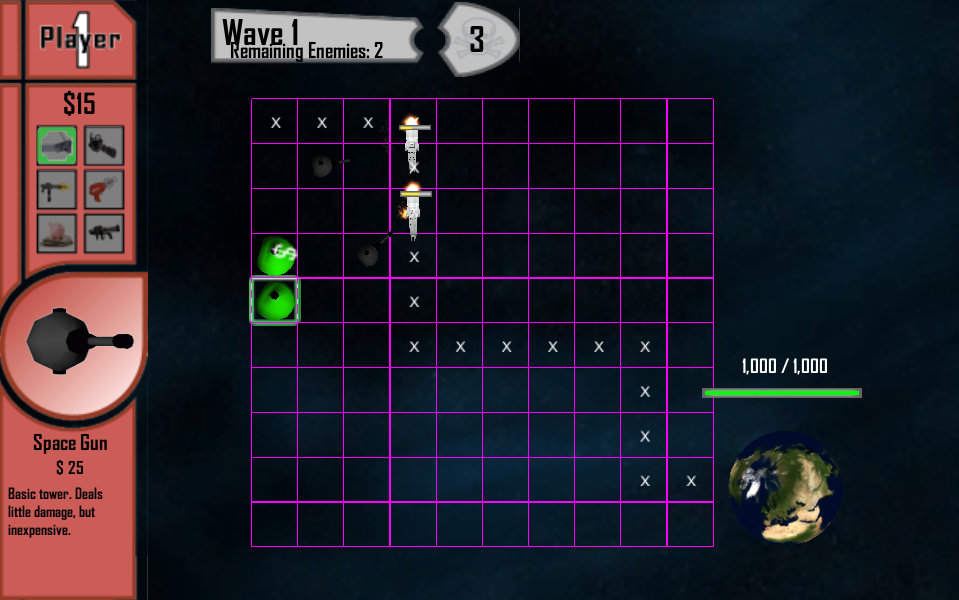 Player 1
$15
Space Gun
$ 25
Basic tower. Deals
little damage, but
inexpensive.
Wave 1
Remaining Enemies: 2
3
x x x
x
x
x
x x x x x x
x
x
x x
1,000 / 1,000